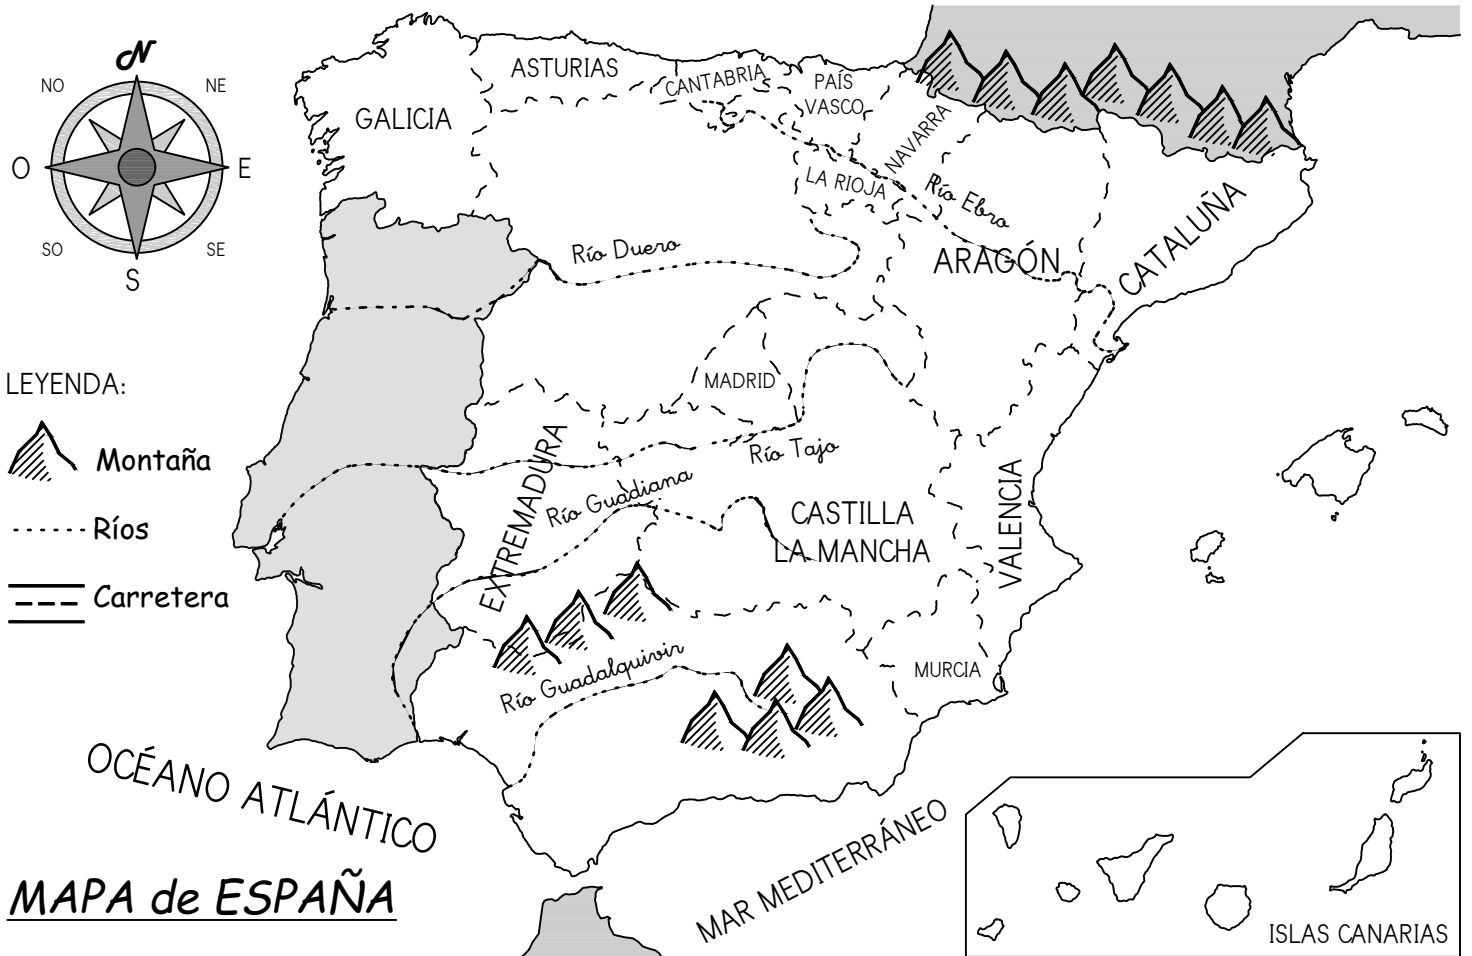 N
NO
NE
O
E
SO
SE
S
ASTURIAS
CANTABRIA
PAÍS
VASCO
GALICIA
NAVARRA
LA RIOJA
Río Ebro
CATALUÑA
Río Duero
ARAGÓN
LEYENDA:
MADRID
Montaña
Río Tajo
EXTREMADURA
Río Guadiana
VALENCIA
CASTILLA
LA MANCHA
Ríos
Carretera
Río Guadalquivir
MURCIA
OCÉANO ATLÁNTICO
MAR MEDITERRÁNEO
MAPA de ESPAÑA
ISLAS CANARIAS